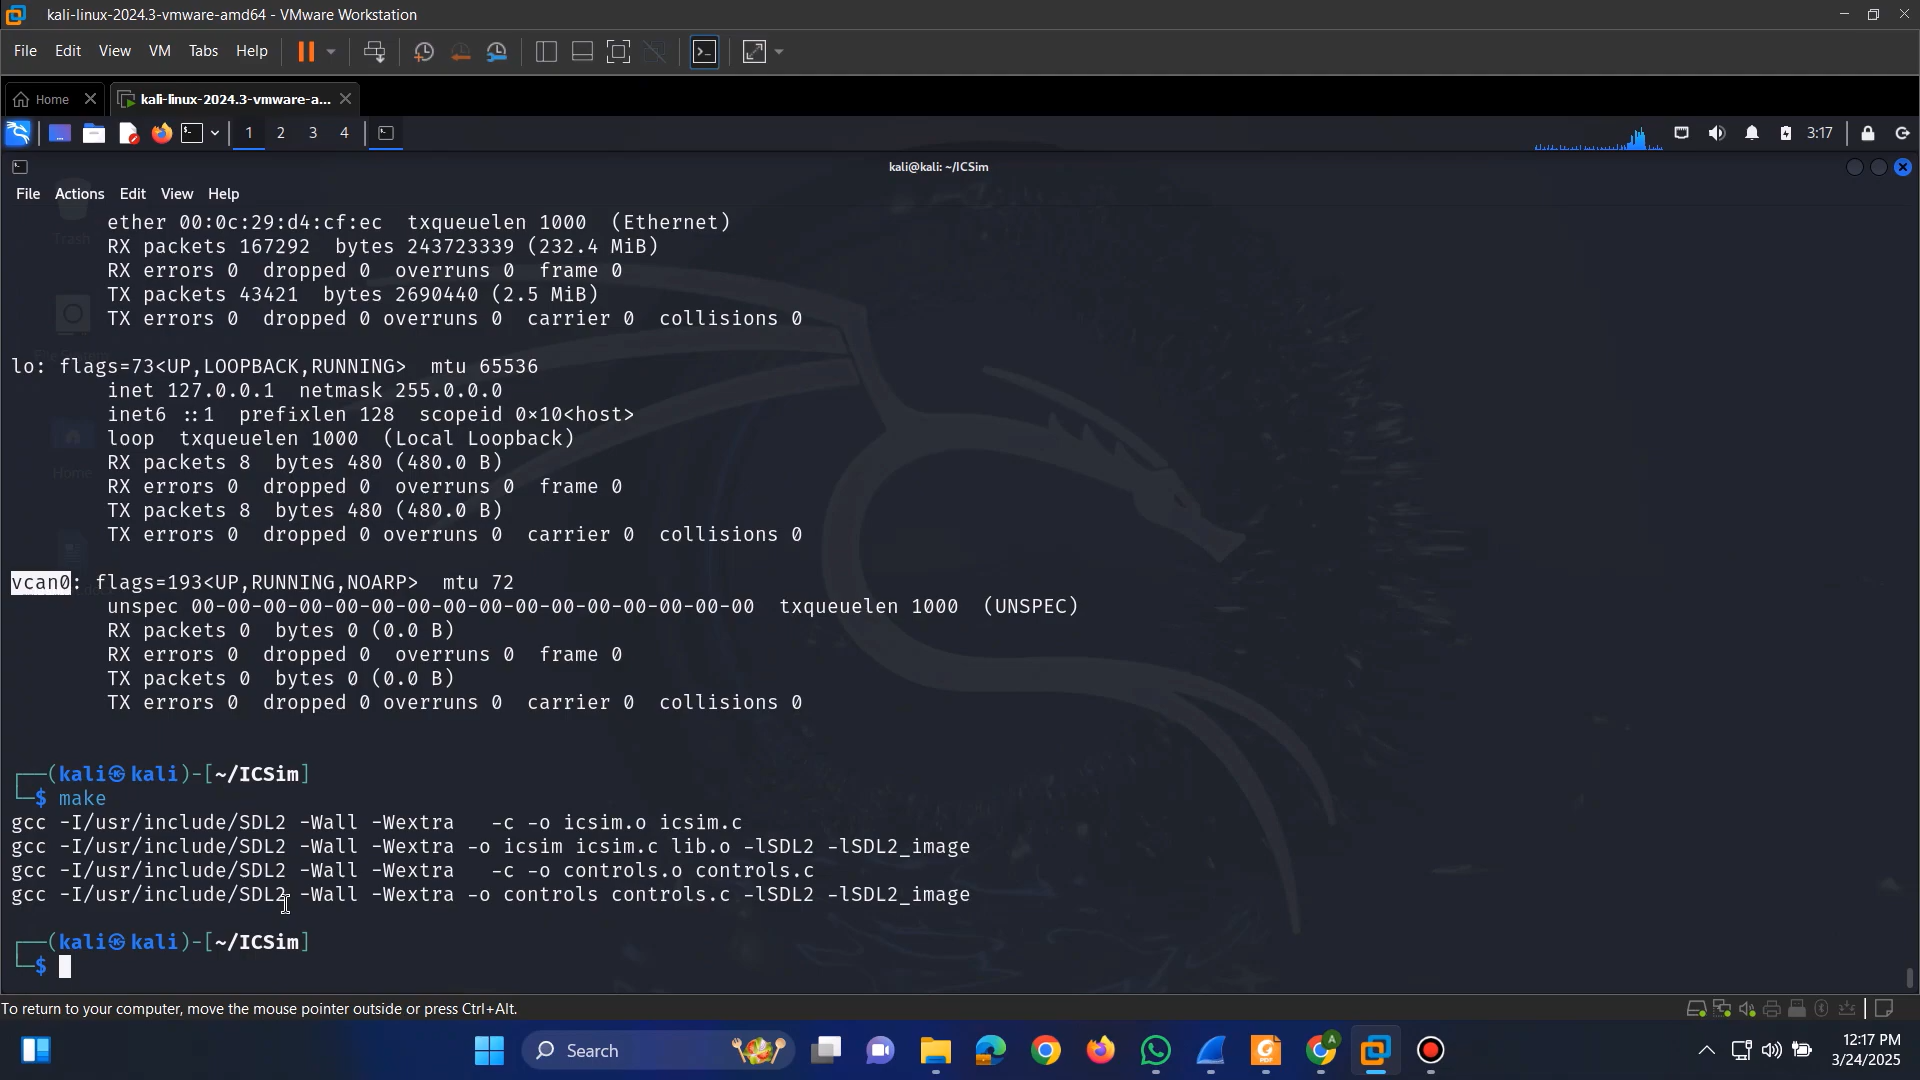 kali-linux-2024.3-vmware-amd64 - VMware Workstation
File Edit View VM Tabs Help
Home kali-linux-2024.3-vmware-a...
1 2 3 4 3:17
kali@kali: ~/ICSim
File Actions Edit View Help
ether 00:0c:29:d4:cf:ec txqueuelen 1000 (Ethernet)
RX packets 167292 bytes 243723339 (232.4 MiB)
RX errors 0 dropped 0 overruns 0 frame 0
TX packets 43421 bytes 2690440 (2.5 MiB)
TX errors 0 dropped 0 overruns 0 carrier 0 collisions 0
lo: flags=73<UP,LOOPBACK,RUNNING> mtu 65536
inet 127.0.0.1 netmask 255.0.0.0
inet6 ::1 prefixlen 128 scopeid 0×10<host>
loop txqueuelen 1000 (Local Loopback)
RX packets 8 bytes 480 (480.0 B)
RX errors 0 dropped 0 overruns 0 frame 0
TX packets 8 bytes 480 (480.0 B)
TX errors 0 dropped 0 overruns 0 carrier 0 collisions 0
vcan0: flags=193<UP,RUNNING,NOARP> mtu 72
unspec 00-00-00-00-00-00-00-00-00-00-00-00-00-00-00-00 txqueuelen 1000 (UNSPEC)
RX packets 0 bytes 0 (0.0 B)
RX errors 0 dropped 0 overruns 0 frame 0
TX packets 0 bytes 0 (0.0 B)
TX errors 0 dropped 0 overruns 0 carrier 0 collisions 0
┌──(kali㉿kali)-[~/ICSim]
└─$ make
gcc -I/usr/include/SDL2 -Wall -Wextra -c -o icsim.o icsim.c
gcc -I/usr/include/SDL2 -Wall -Wextra -o icsim icsim.c lib.o -lSDL2 -lSDL2_image
gcc -I/usr/include/SDL2 -Wall -Wextra -c -o controls.o controls.c
gcc -I/usr/include/SDL2 -Wall -Wextra -o controls controls.c -lSDL2 -lSDL2_image
┌──(kali㉿kali)-[~/ICSim]
└─$
Trash
Home
To return to your computer, move the mouse pointer outside or press Ctrl+Alt.
Search
12:17 PM
3/24/2025